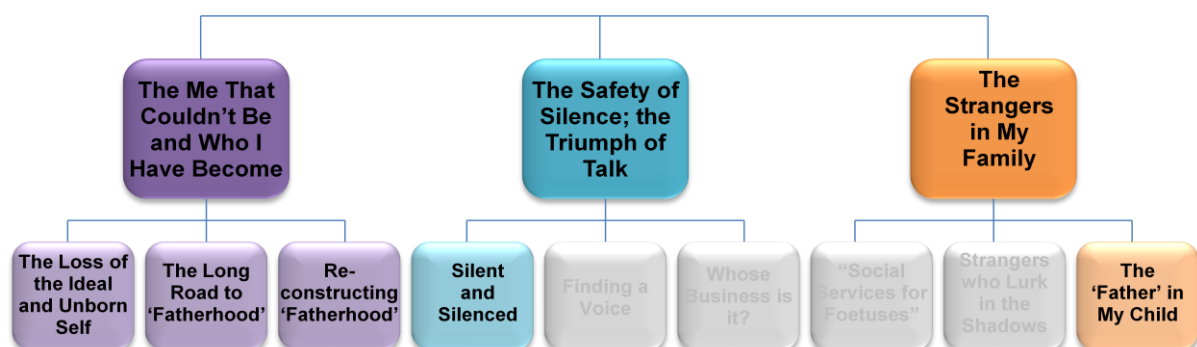 The Me That
Couldn't Be
and Who I
Have Become
The Safety of
Silence; the
Triumph of
Talk
The
Strangers
in My
Family
The Loss of
the Ideal
and Unborn
Self
The Long
Road to
‘Fatherhood’
Re-
constructing
‘Fatherhood’
Silent
and
Silenced
Finding a
Voice
Whose
Business is
it?
“Social
Services for
Foetuses”
Strangers
who Lurk
in the
Shadows
The
‘Father’ in
My Child